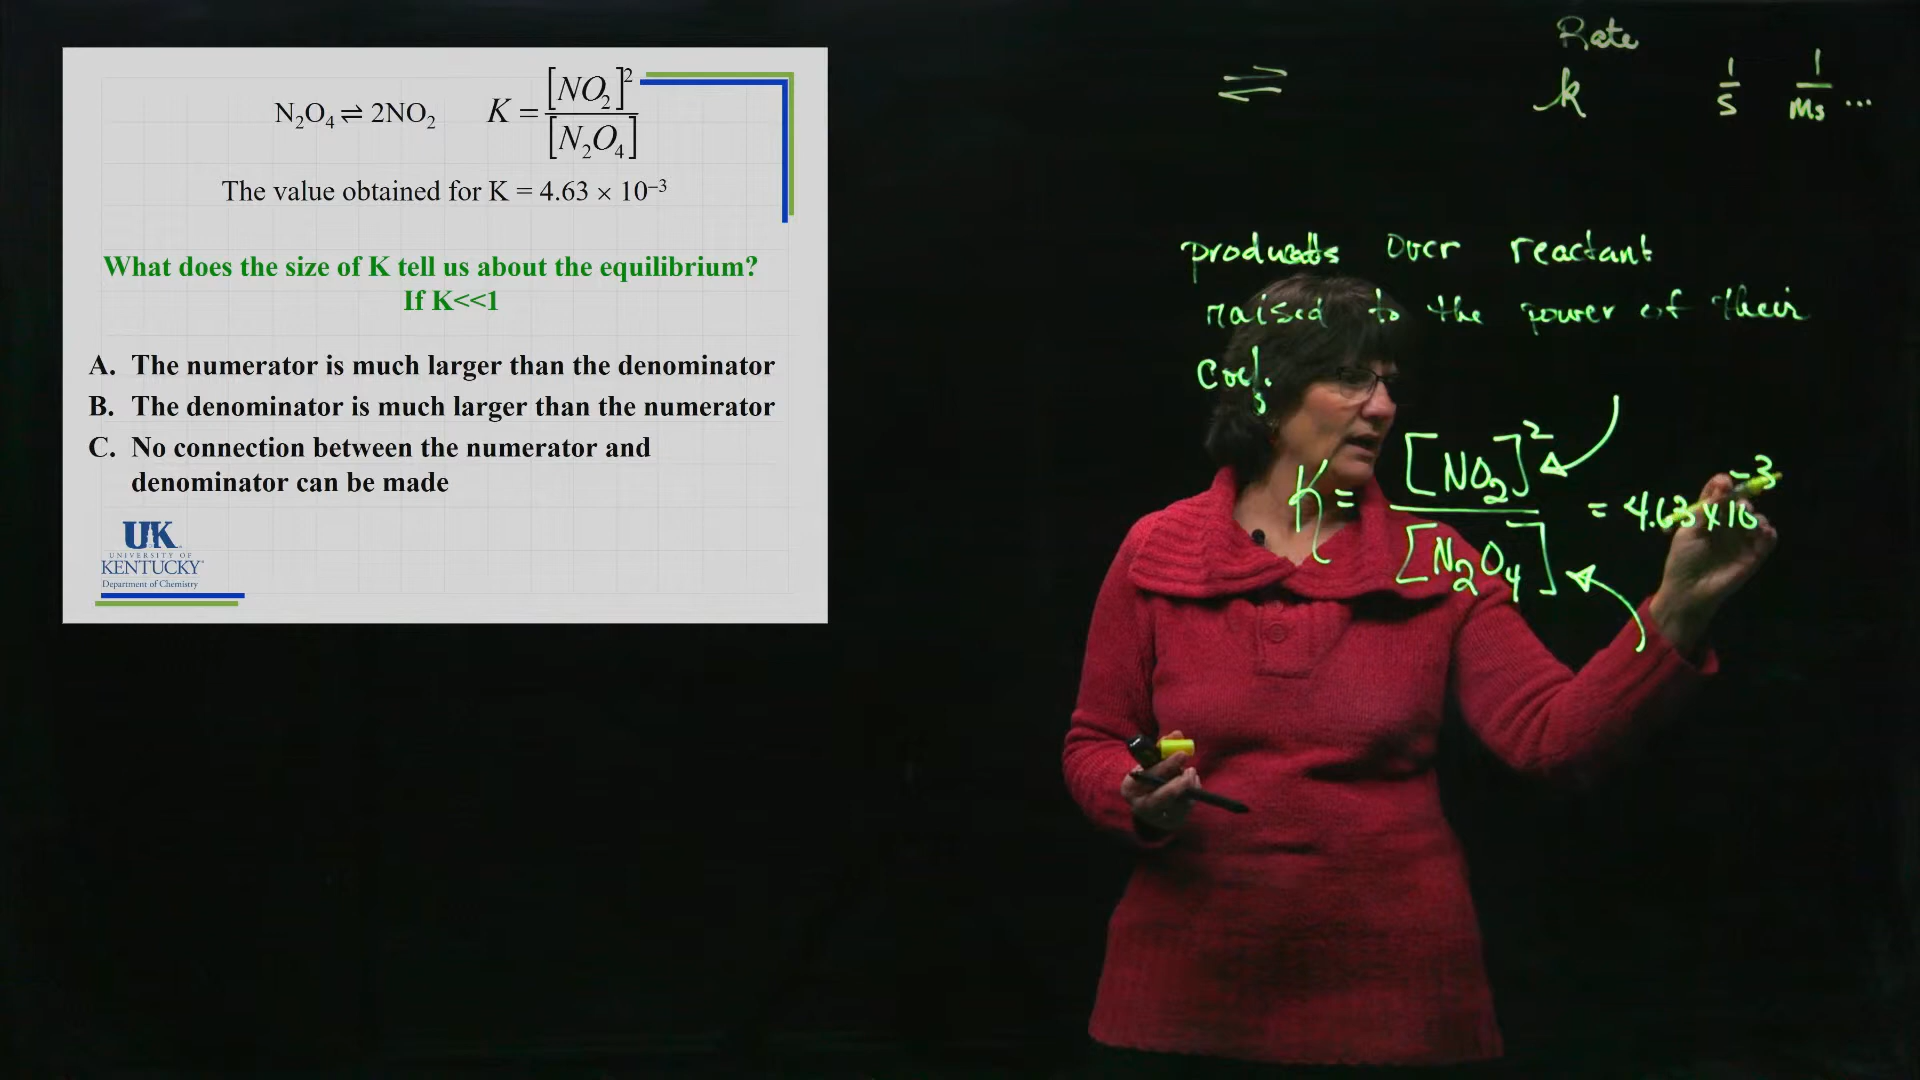 N₂O₄ ⇌ 2NO₂ K = [NO₂]² / [N₂O₄]
The value obtained for K = 4.63 × 10⁻³
What does the size of K tell us about the equilibrium?
If K<<1
A. The numerator is much larger than the denominator
B. The denominator is much larger than the numerator
C. No connection between the numerator and
denominator can be made
UK
UNIVERSITY OF
KENTUCKY
Department of Chemistry
Rate
⇌ k 1/s 1/Ms ...
products over reactant
raised to the power of their
coef.
K = [NO₂]² / [N₂O₄] = 4.63 x 10⁻³